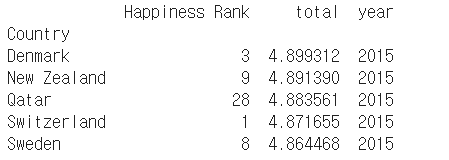 Happiness Rank total year
Country
Denmark 3 4.899312 2015
New Zealand 9 4.891390 2015
Qatar 28 4.883561 2015
Switzerland 1 4.871655 2015
Sweden 8 4.864468 2015